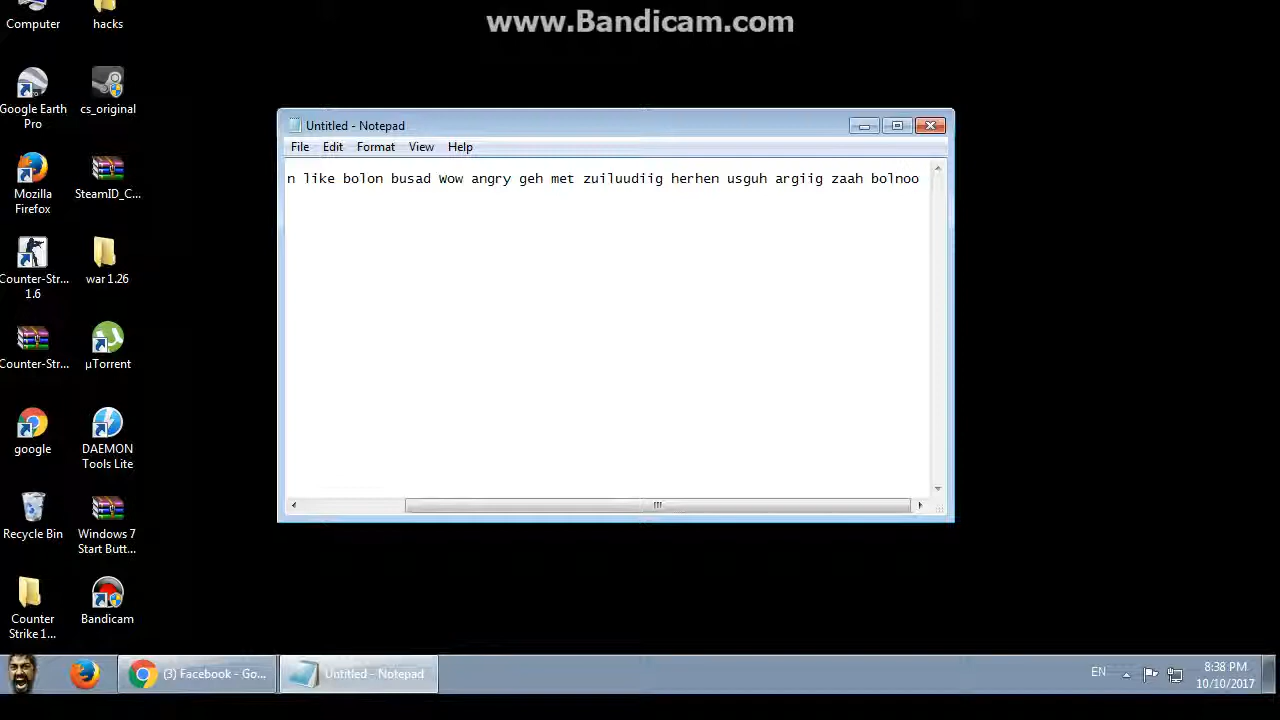 www.Bandicam.com
Computer
hacks
Google Earth
Pro
cs_original
Mozilla
Firefox
SteamID_C...
Counter-Str...
1.6
war 1.26
Counter-Str...
µTorrent
google
DAEMON
Tools Lite
Recycle Bin
Windows 7
Start Butt...
Counter
Strike 1...
Bandicam
Untitled - Notepad
File Edit Format View Help
n like bolon busad Wow angry geh met zuiluudiig herhen usguh argiig zaah bolnoo
(3) Facebook - Go...
Untitled - Notepad
EN
8:38 PM
10/10/2017